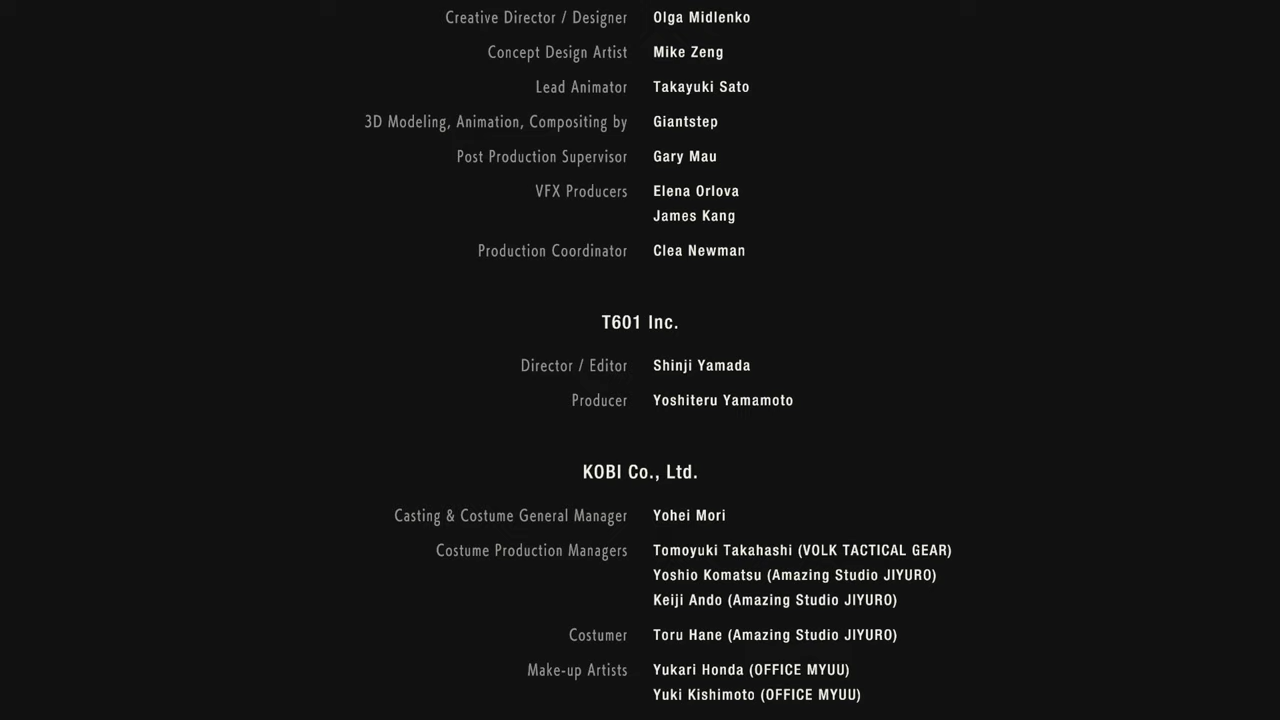 Creative Director / Designer Olga Midlenko
Concept Design Artist Mike Zeng
Lead Animator Takayuki Sato
3D Modeling, Animation, Compositing by Giantstep
Post Production Supervisor Gary Mau
VFX Producers Elena Orlova
James Kang
Production Coordinator Clea Newman
T601 Inc.
Director / Editor Shinji Yamada
Producer Yoshiteru Yamamoto
KOBI Co., Ltd.
Casting & Costume General Manager Yohei Mori
Costume Production Managers Tomoyuki Takahashi (VOLK TACTICAL GEAR)
Yoshio Komatsu (Amazing Studio JIYURO)
Keiji Ando (Amazing Studio JIYURO)
Costumer Toru Hane (Amazing Studio JIYURO)
Make-up Artists Yukari Honda (OFFICE MYUU)
Yuki Kishimoto (OFFICE MYUU)